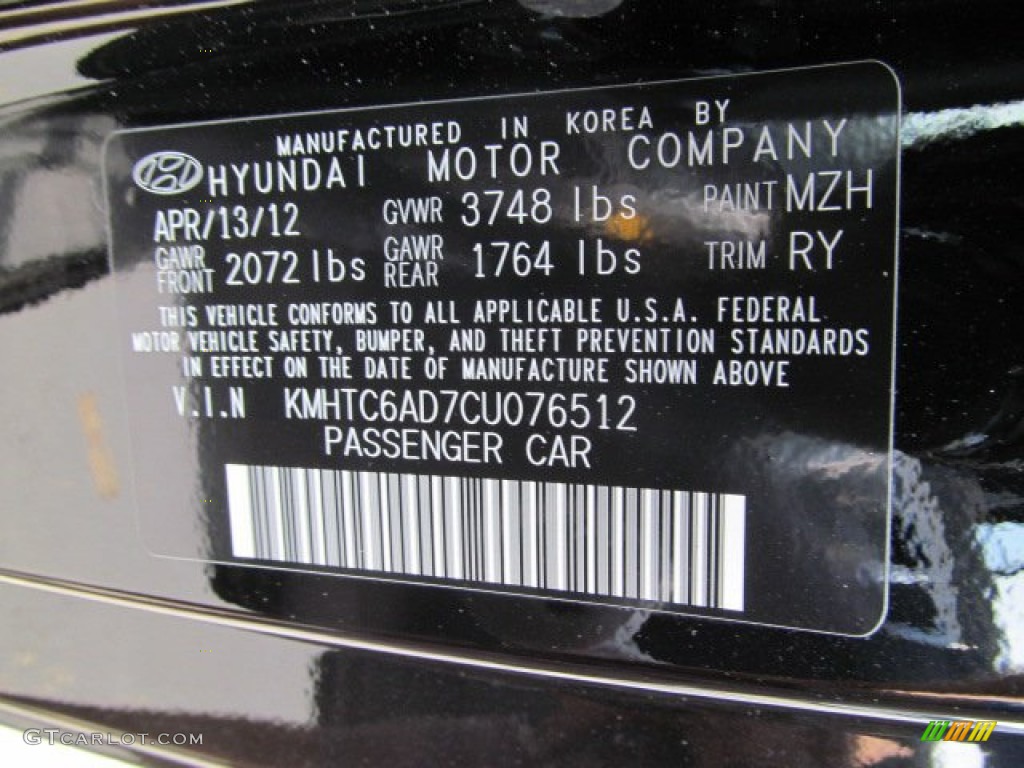 MANUFACTURED IN KOREA BY
HYUNDAI MOTOR COMPANY
APR/13/12 GVWR 3748 lbs PAINT MZH
GAWR FRONT 2072 lbs GAWR REAR 1764 lbs TRIM RY
THIS VEHICLE CONFORMS TO ALL APPLICABLE U.S.A. FEDERAL
MOTOR VEHICLE SAFETY, BUMPER, AND THEFT PREVENTION STANDARDS
IN EFFECT ON THE DATE OF MANUFACTURE SHOWN ABOVE
V.I.N KMHTC6AD7CU076512
PASSENGER CAR
GTCARLOT.COM